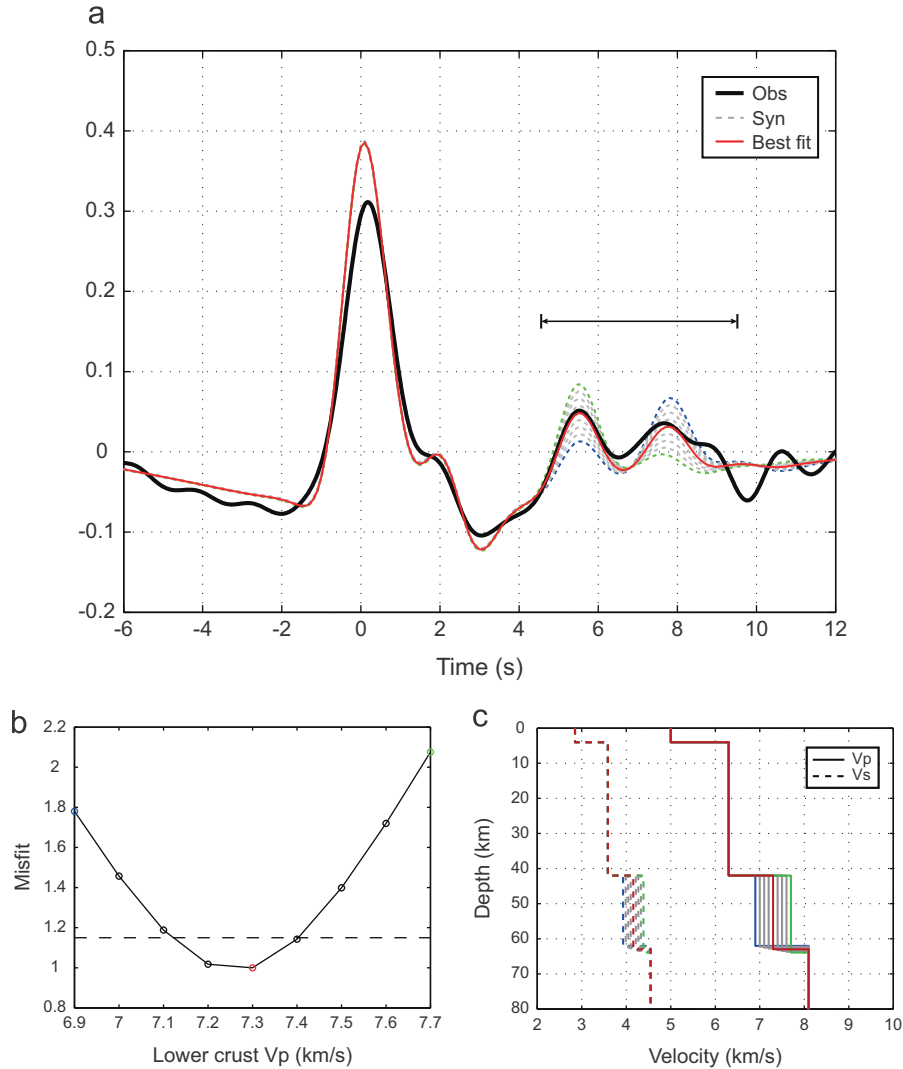 a
0.5
0.4
0.3
0.2
0.1
0
-0.1
-0.2
-6 -4 -2 0 2 4 6 8 10 12
Time (s)
Obs
Syn
Best fit
b
2.2
2
1.8
1.6
1.4
1.2
1
0.8
Misfit
6.9 7 7.1 7.2 7.3 7.4 7.5 7.6 7.7
Lower crust Vp (km/s)
c
0
10
20
30
40
50
60
70
80
Depth (km)
Vp
Vs
2 3 4 5 6 7 8 9 10
Velocity (km/s)